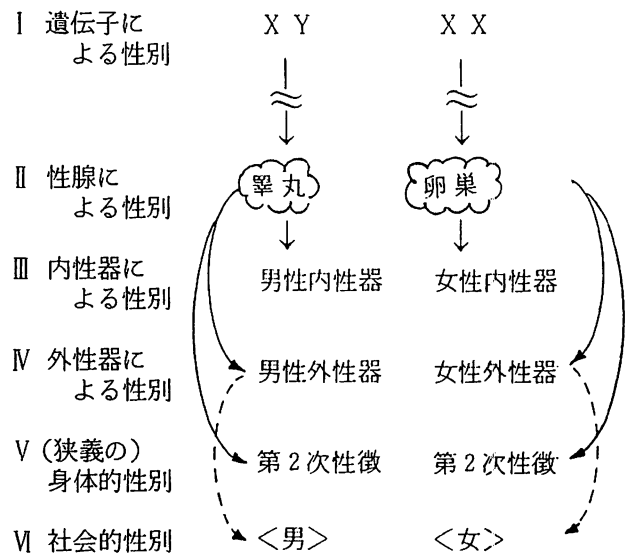 Ⅰ 遺伝子に
よる性別
X Y
X X
Ⅱ 性腺に
よる性別
睾丸
卵巣
Ⅲ 内性器に
よる性別
男性内性器
女性内性器
Ⅳ 外性器に
よる性別
男性外性器
女性外性器
Ⅴ (狭義の)
身体的性別
第2次性徴
第2次性徴
Ⅵ 社会的性別
<男>
<女>